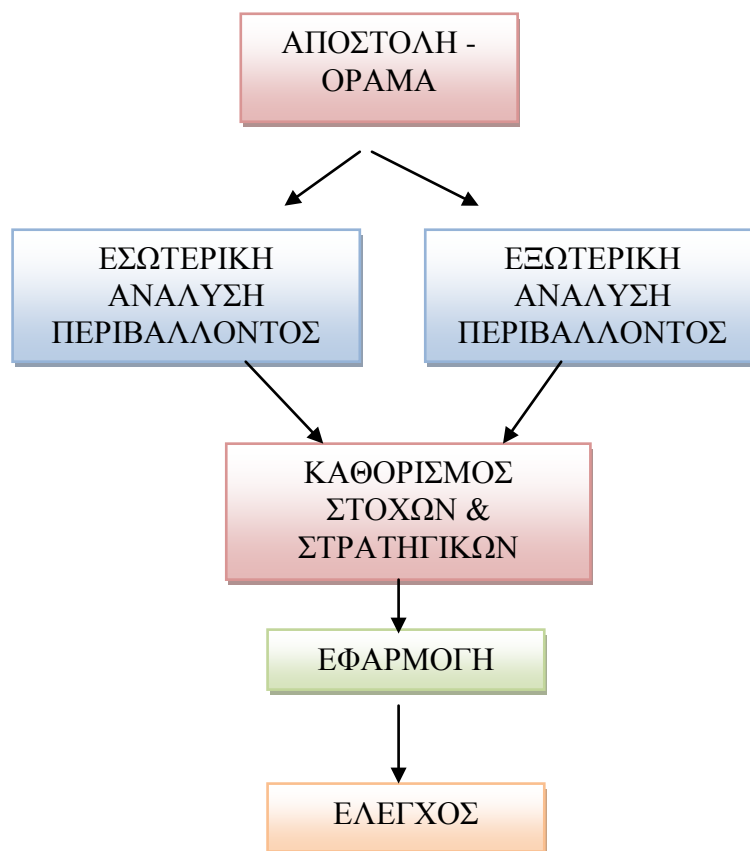 ΑΠΟΣΤΟΛΗ -
ΟΡΑΜΑ
ΕΣΩΤΕΡΙΚΗ
ΑΝΑΛΥΣΗ
ΠΕΡΙΒΑΛΛΟΝΤΟΣ
ΕΞΩΤΕΡΙΚΗ
ΑΝΑΛΥΣΗ
ΠΕΡΙΒΑΛΛΟΝΤΟΣ
ΚΑΘΟΡΙΣΜΟΣ
ΣΤΟΧΩΝ &
ΣΤΡΑΤΗΓΙΚΩΝ
ΕΦΑΡΜΟΓΗ
ΕΛΕΓΧΟΣ